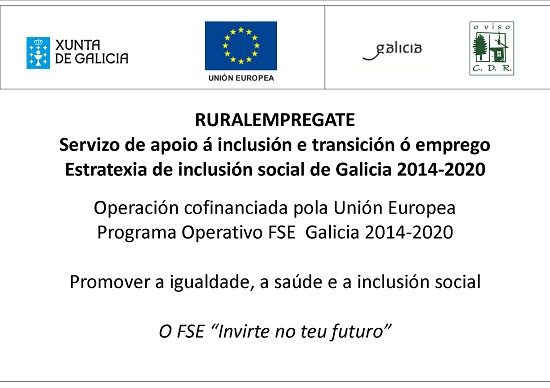 XUNTA
DE GALICIA
UNIÓN EUROPEA
galicia
O VISO
C. D. R.
RURALEMPREGATE
Servizo de apoio á inclusión e transición ó emprego
Estratexia de inclusión social de Galicia 2014-2020
Operación cofinanciada pola Unión Europea
Programa Operativo FSE Galicia 2014-2020
Promover a igualdade, a saúde e a inclusión social
O FSE “Invirte no teu futuro”